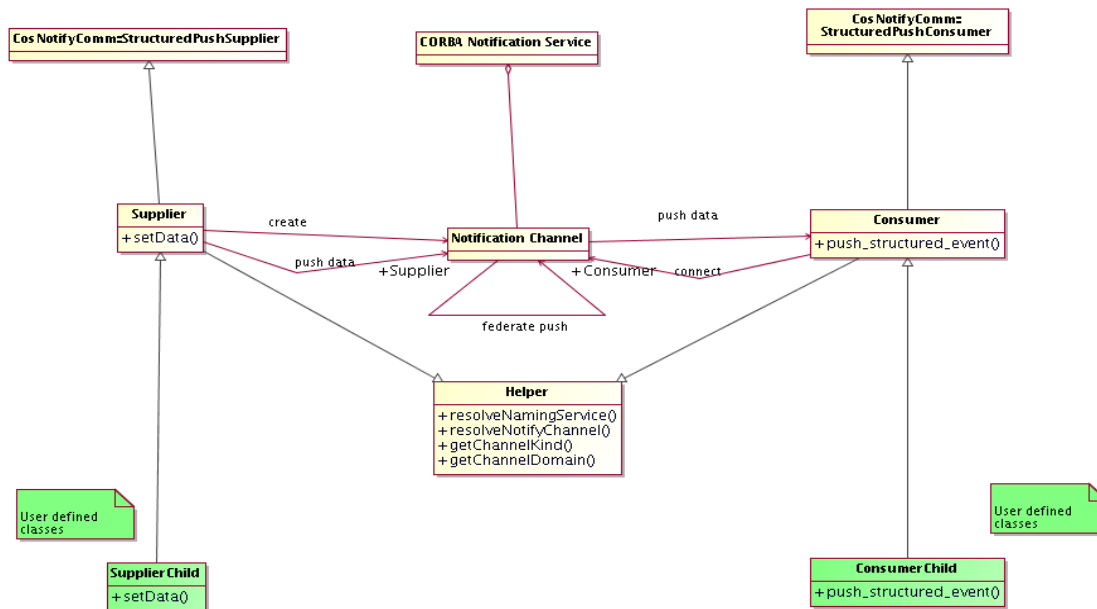 CosNotifyComm::StructuredPushSupplier
CORBA Notification Service
CosNotifyComm::
StructuredPushConsumer
Supplier
+setData()
create
push data
+Supplier
Notification Channel
push data
+Consumer
connect
Consumer
+push_structured_event()
federate push
Helper
+resolveNamingService()
+resolveNotifyChannel()
+getChannelKind()
+getChannelDomain()
User defined
classes
User defined
classes
SupplierChild
+setData()
ConsumerChild
+push_structured_event()